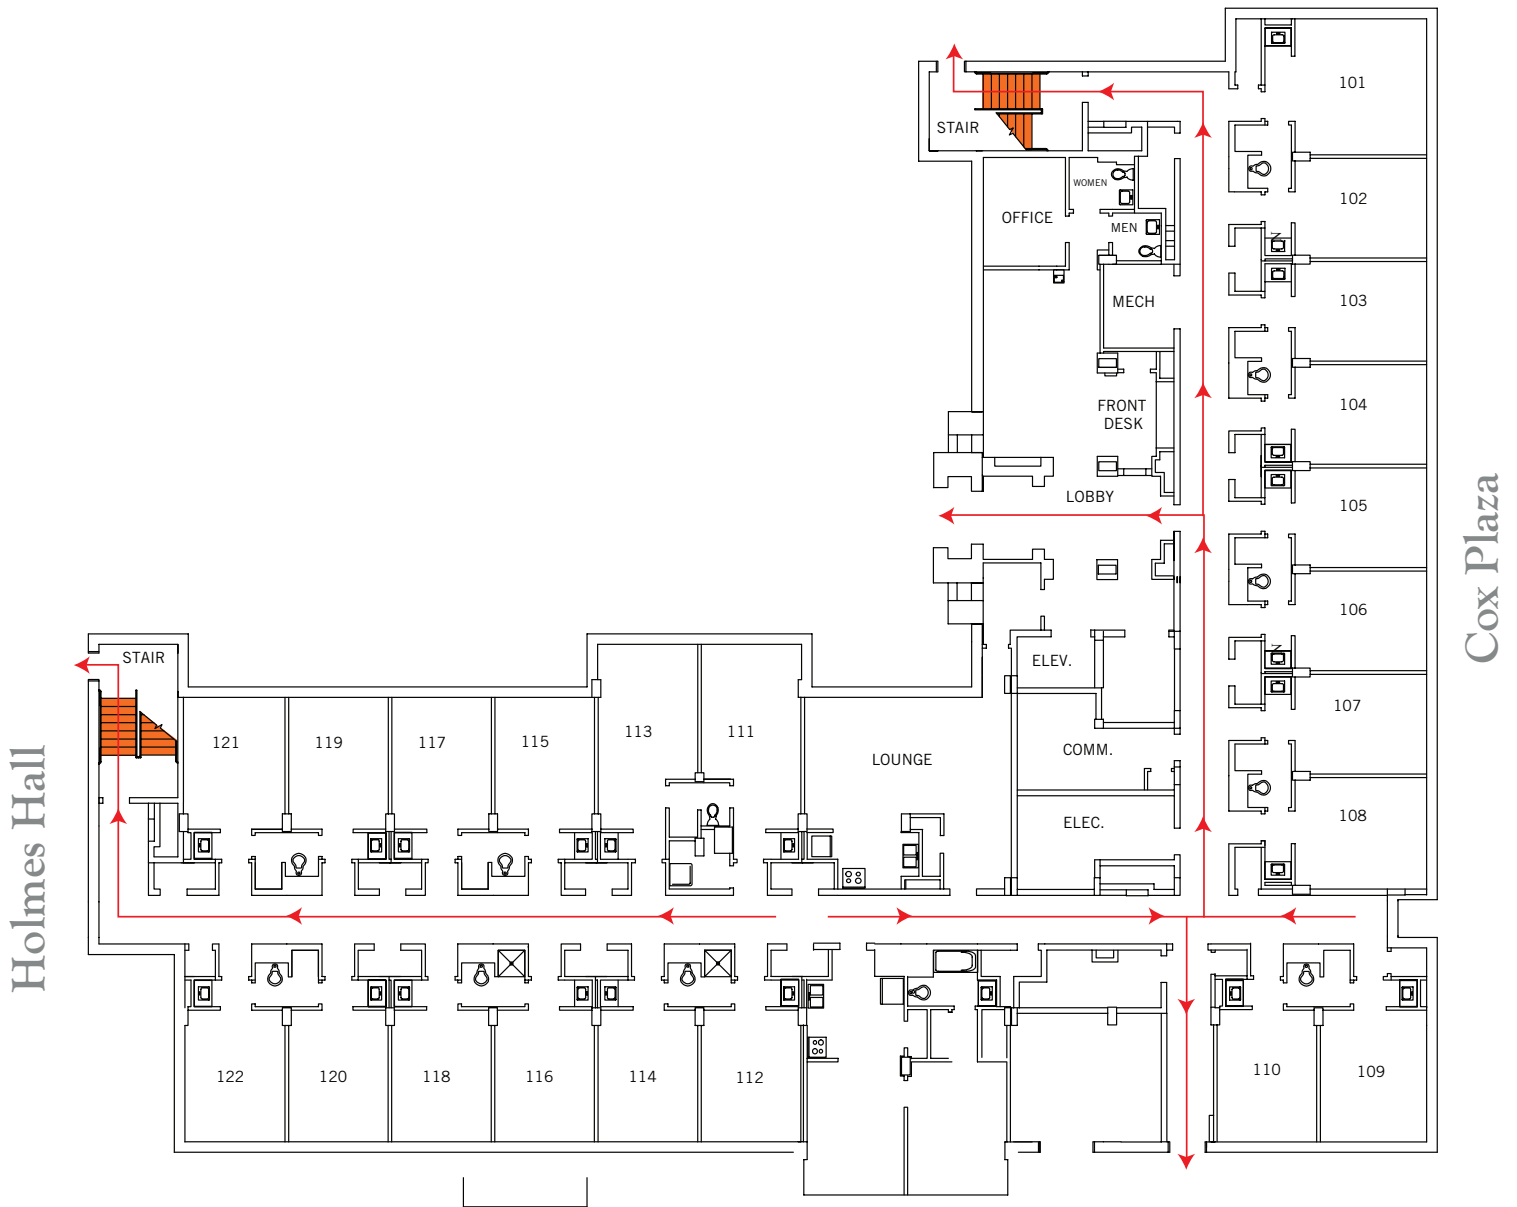 101
STAIR
WOMEN
102
OFFICE
MEN
103
MECH
104
FRONT
DESK
LOBBY
105
Cox Plaza
106
STAIR
ELEV.
107
121
119
117
115
113
111
LOUNGE
COMM.
108
ELEC.
Holmes Hall
122
120
118
116
114
112
110
109